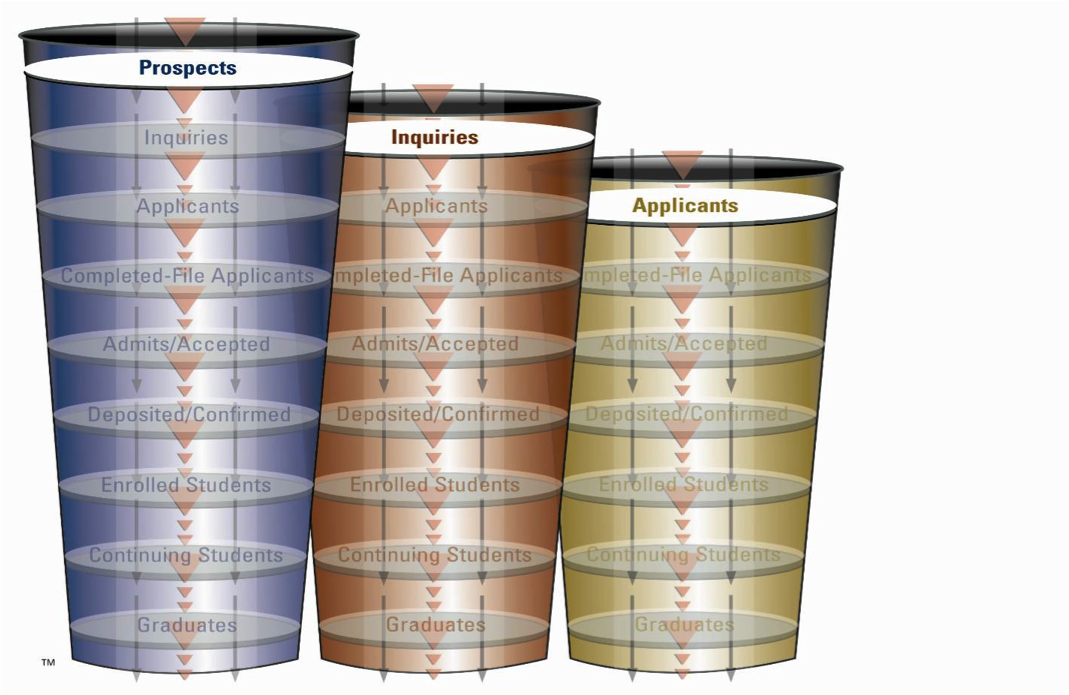 Prospects
Inquiries
Applicants
Completed-File Applicants
Admits/Accepted
Deposited/Confirmed
Enrolled Students
Continuing Students
Graduates
Inquiries
Applicants
mpleted-File Applicants
Admits/Accepted
Deposited/Confirmed
Enrolled Students
Continuing Students
Graduates
Applicants
mpleted-File Applicants
Admits/Accepted
Deposited/Confirmed
Enrolled Students
Continuing Students
Graduates
™